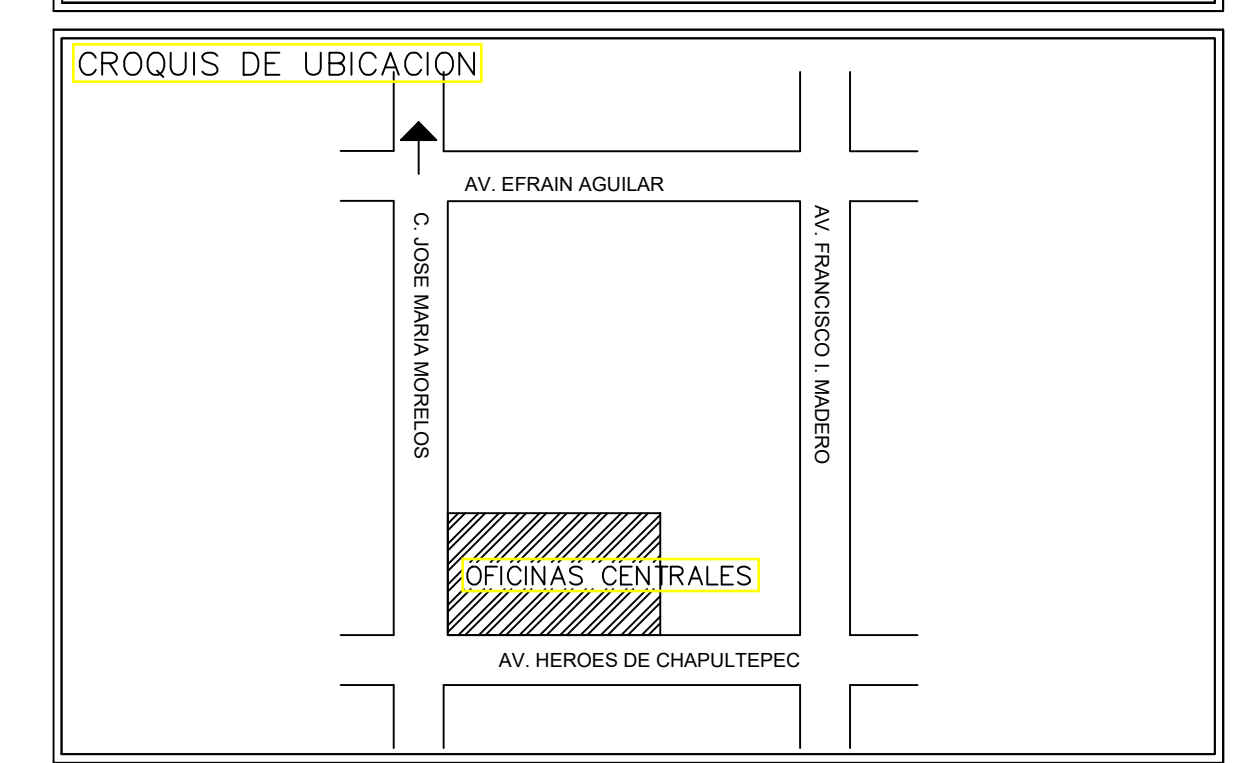 CROQUIS DE UBICACION
AV. EFRAIN AGUILAR
C. JOSE MARIA MORELOS
AV. FRANCISCO I. MADERO
OFICINAS CENTRALES
AV. HEROES DE CHAPULTEPEC